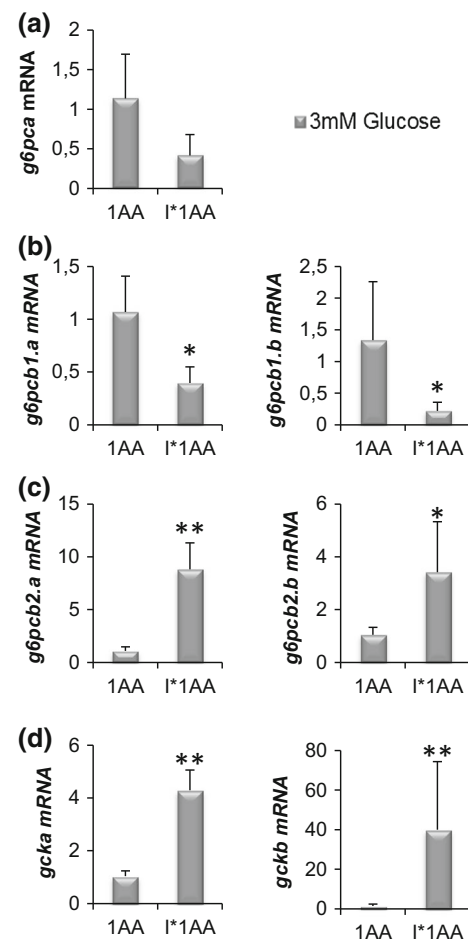 (a)
g6pca mRNA
2
1,5
1
0,5
0
1AA I*1AA
3mM Glucose
(b)
g6pcb1.a mRNA
1,5
1
0,5
0
*
1AA I*1AA
g6pcb1.b mRNA
2,5
2
1,5
1
0,5
0
*
1AA I*1AA
(c)
g6pcb2.a mRNA
15
10
5
0
**
1AA I*1AA
g6pcb2.b mRNA
6
4
2
0
*
1AA I*1AA
(d)
gcka mRNA
6
4
2
0
**
1AA I*1AA
gckb mRNA
80
60
40
20
0
**
1AA I*1AA